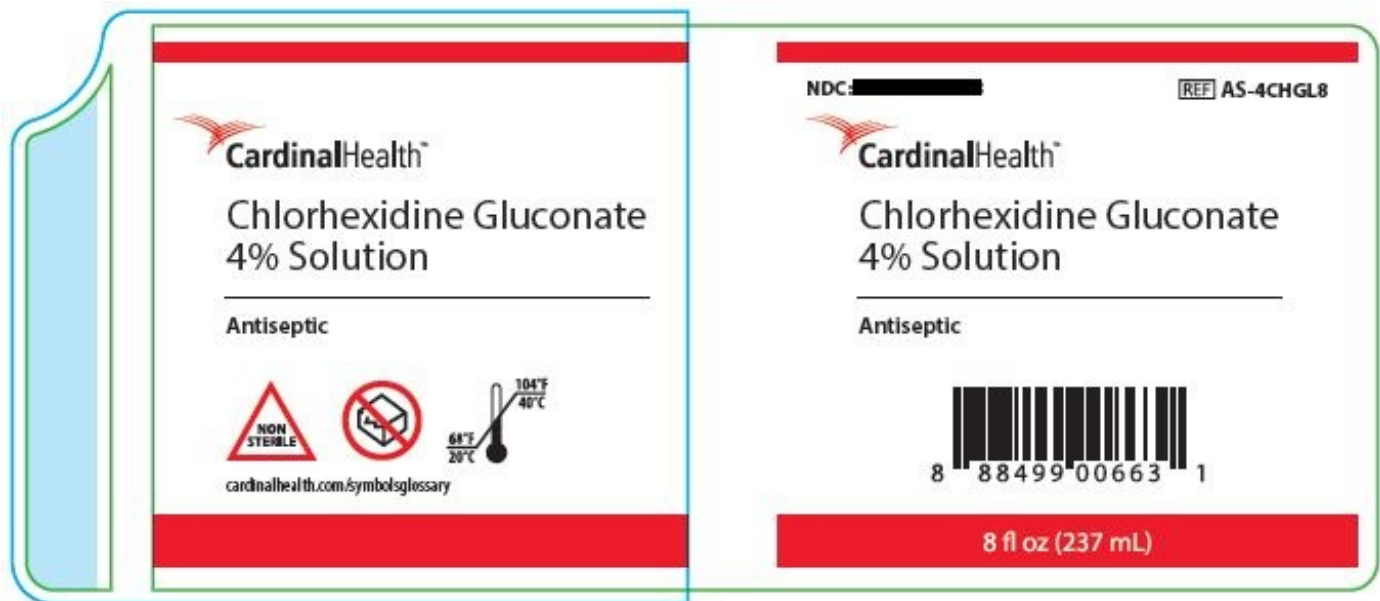 CardinalHealth™
Chlorhexidine Gluconate
4% Solution
Antiseptic
NON
STERILE
104°F
40°C
68°F
20°C
cardinalhealth.com/symbolsglossary
NDC:
REF AS-4CHGL8
CardinalHealth™
Chlorhexidine Gluconate
4% Solution
Antiseptic
8 88499 00663 1
8 fl oz (237 mL)